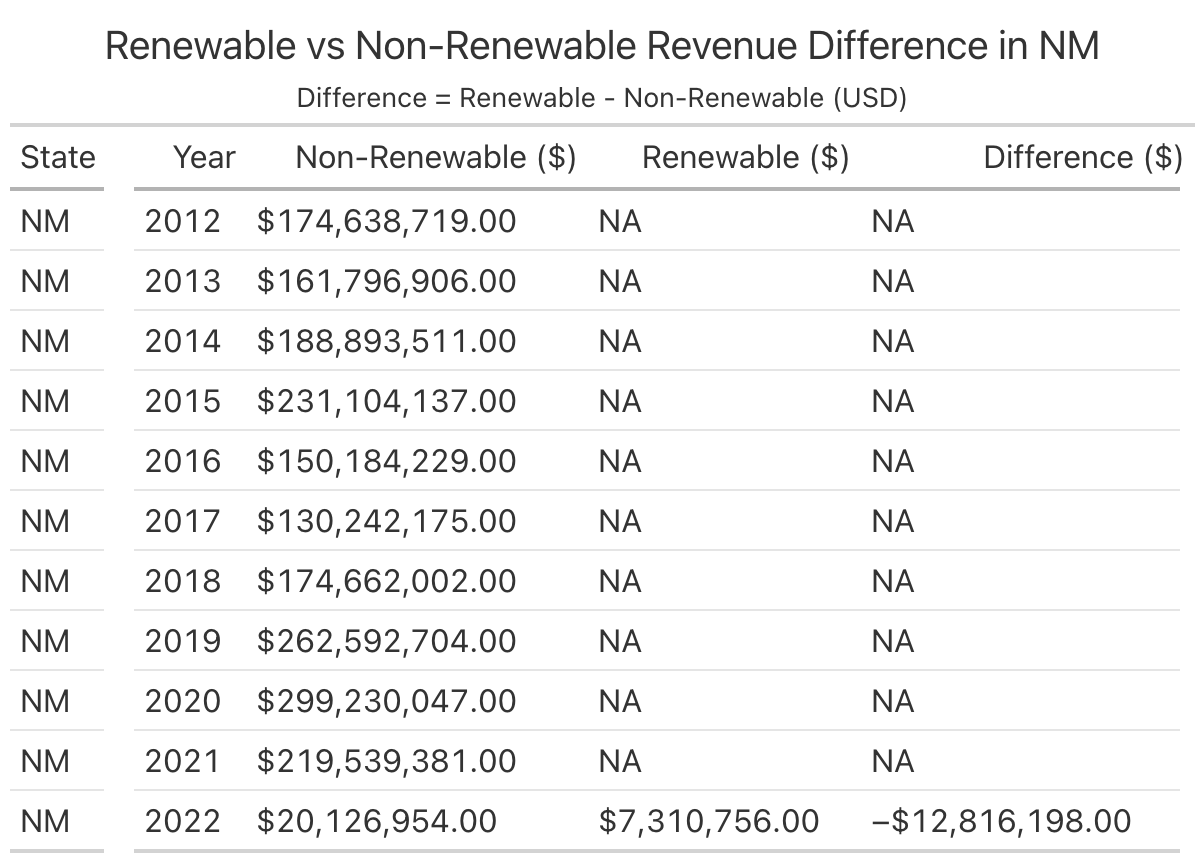 Renewable vs Non-Renewable Revenue Difference in NM
Difference = Renewable - Non-Renewable (USD)
State Year Non-Renewable ($) Renewable ($) Difference ($)
NM 2012 $174,638,719.00 NA NA
NM 2013 $161,796,906.00 NA NA
NM 2014 $188,893,511.00 NA NA
NM 2015 $231,104,137.00 NA NA
NM 2016 $150,184,229.00 NA NA
NM 2017 $130,242,175.00 NA NA
NM 2018 $174,662,002.00 NA NA
NM 2019 $262,592,704.00 NA NA
NM 2020 $299,230,047.00 NA NA
NM 2021 $219,539,381.00 NA NA
NM 2022 $20,126,954.00 $7,310,756.00 −$12,816,198.00